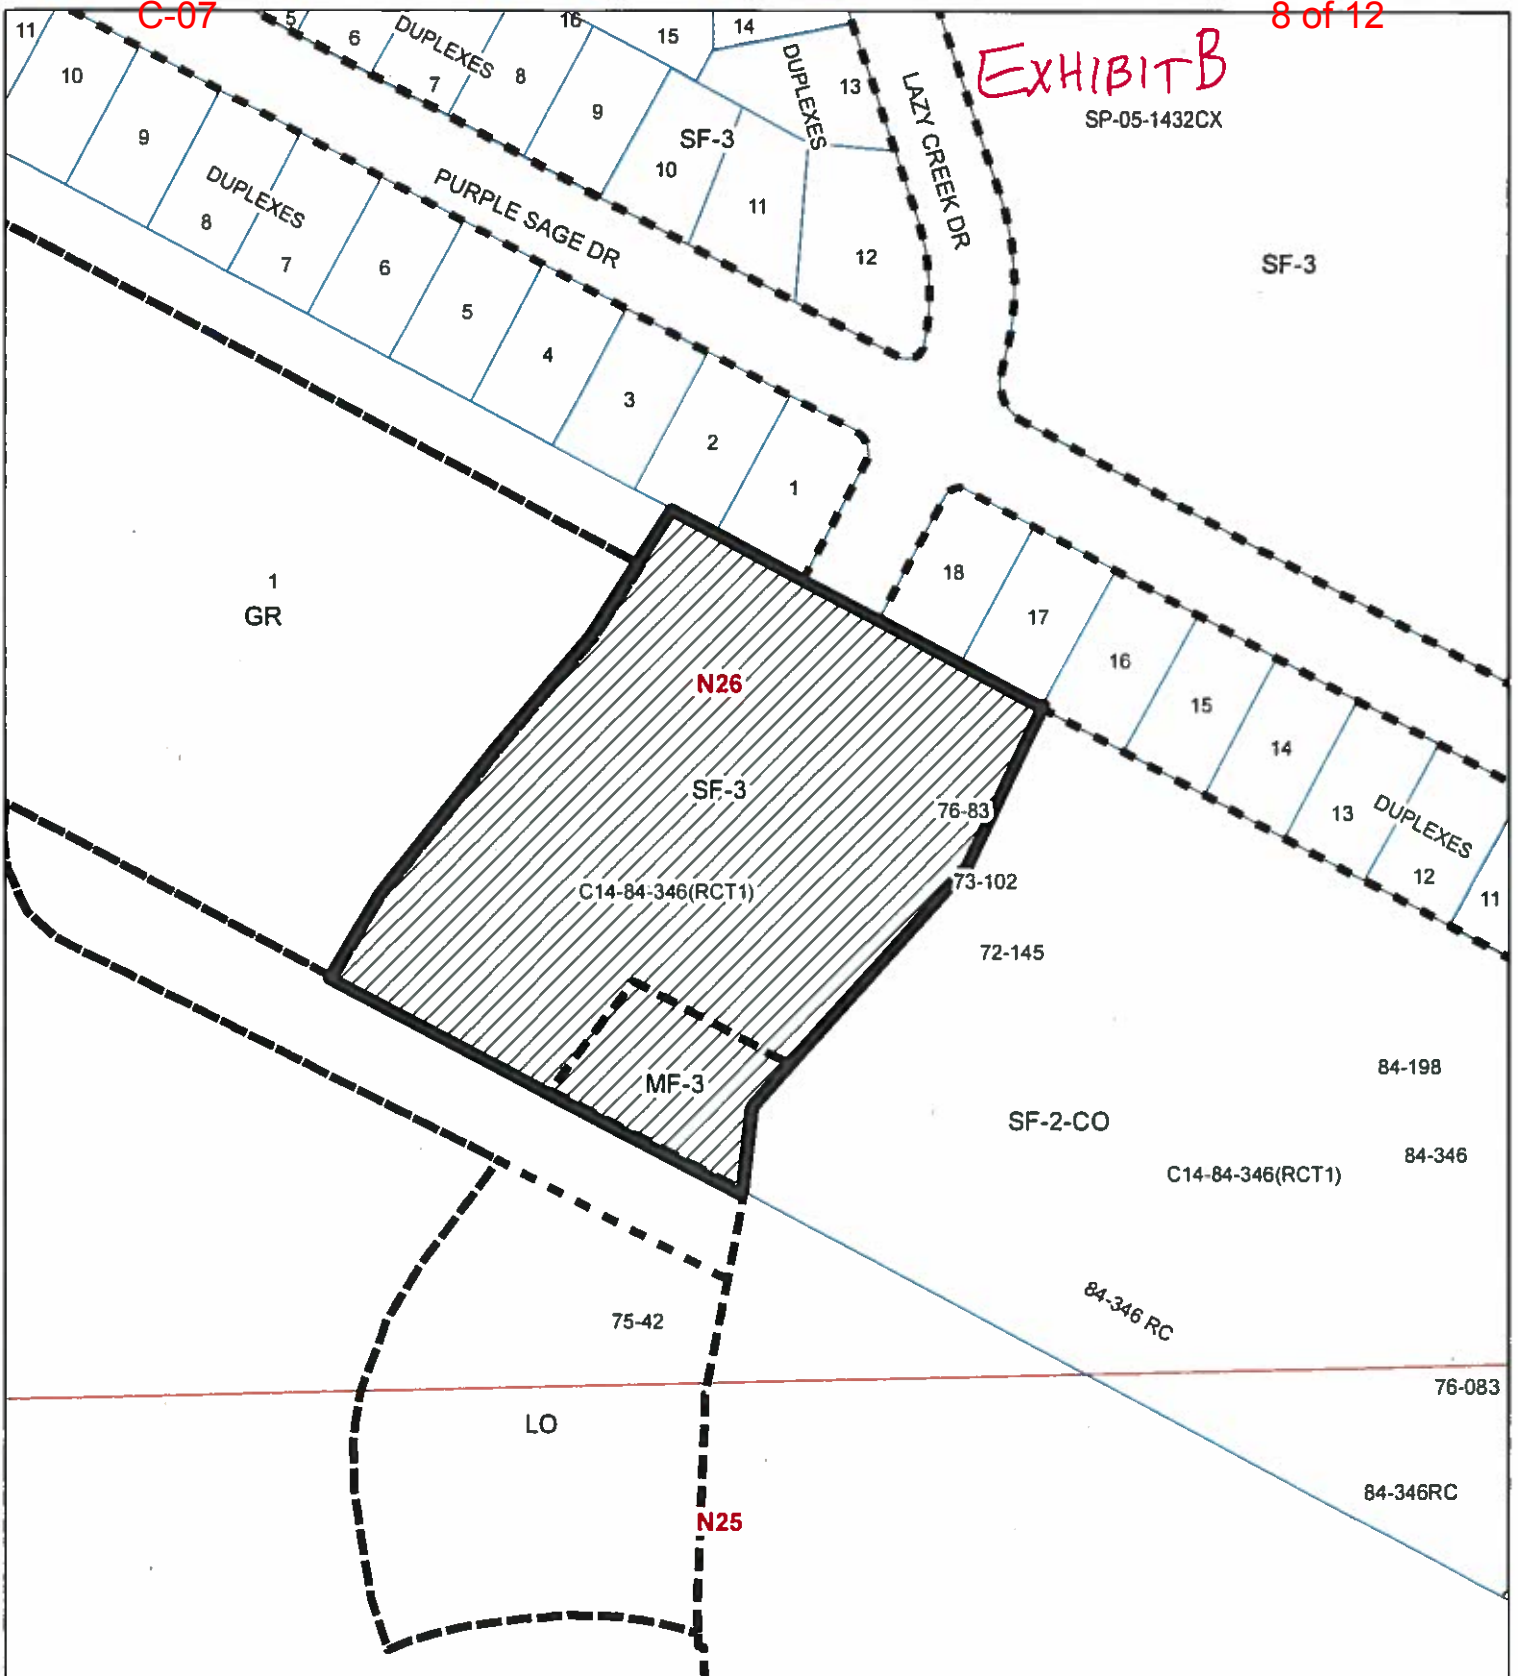 C-07
8 of 12
EXHIBIT B
SP-05-1432CX
11
10
9
DUPLEXES
8
7
6
5
4
3
2
1
5
6
DUPLEXES
7
8
16
9
15
14
SF-3
10
11
DUPLEXES
13
12
LAZY CREEK DR
PURPLE SAGE DR
SF-3
1
GR
18
17
16
15
14
13
DUPLEXES
12
11
N26
SF-3
76-83
C14-84-346(RCT1)
73-102
72-145
MF-3
84-198
SF-2-CO
84-346
C14-84-346(RCT1)
84-346 RC
75-42
76-083
LO
84-346RC
N25